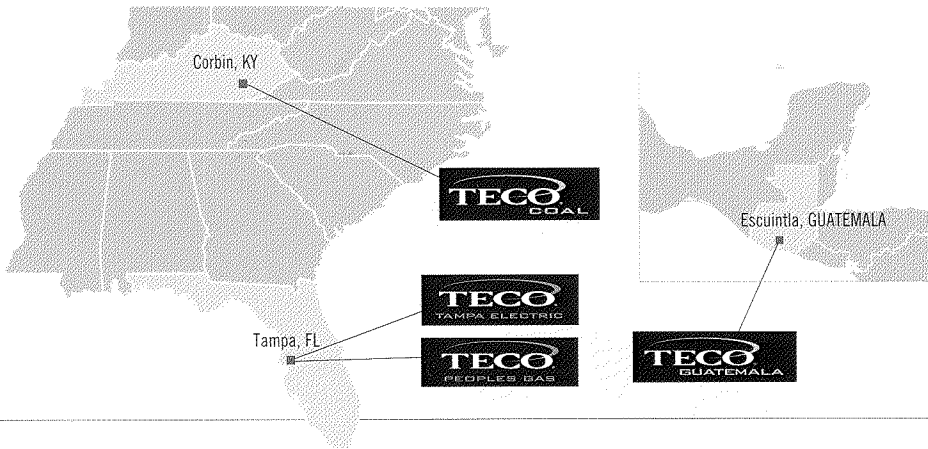 Corbin, KY
TECO
COAL
Escuintla, GUATEMALA
TECO
TAMPA ELECTRIC
Tampa, FL
TECO
PEOPLES GAS
TECO
GUATEMALA